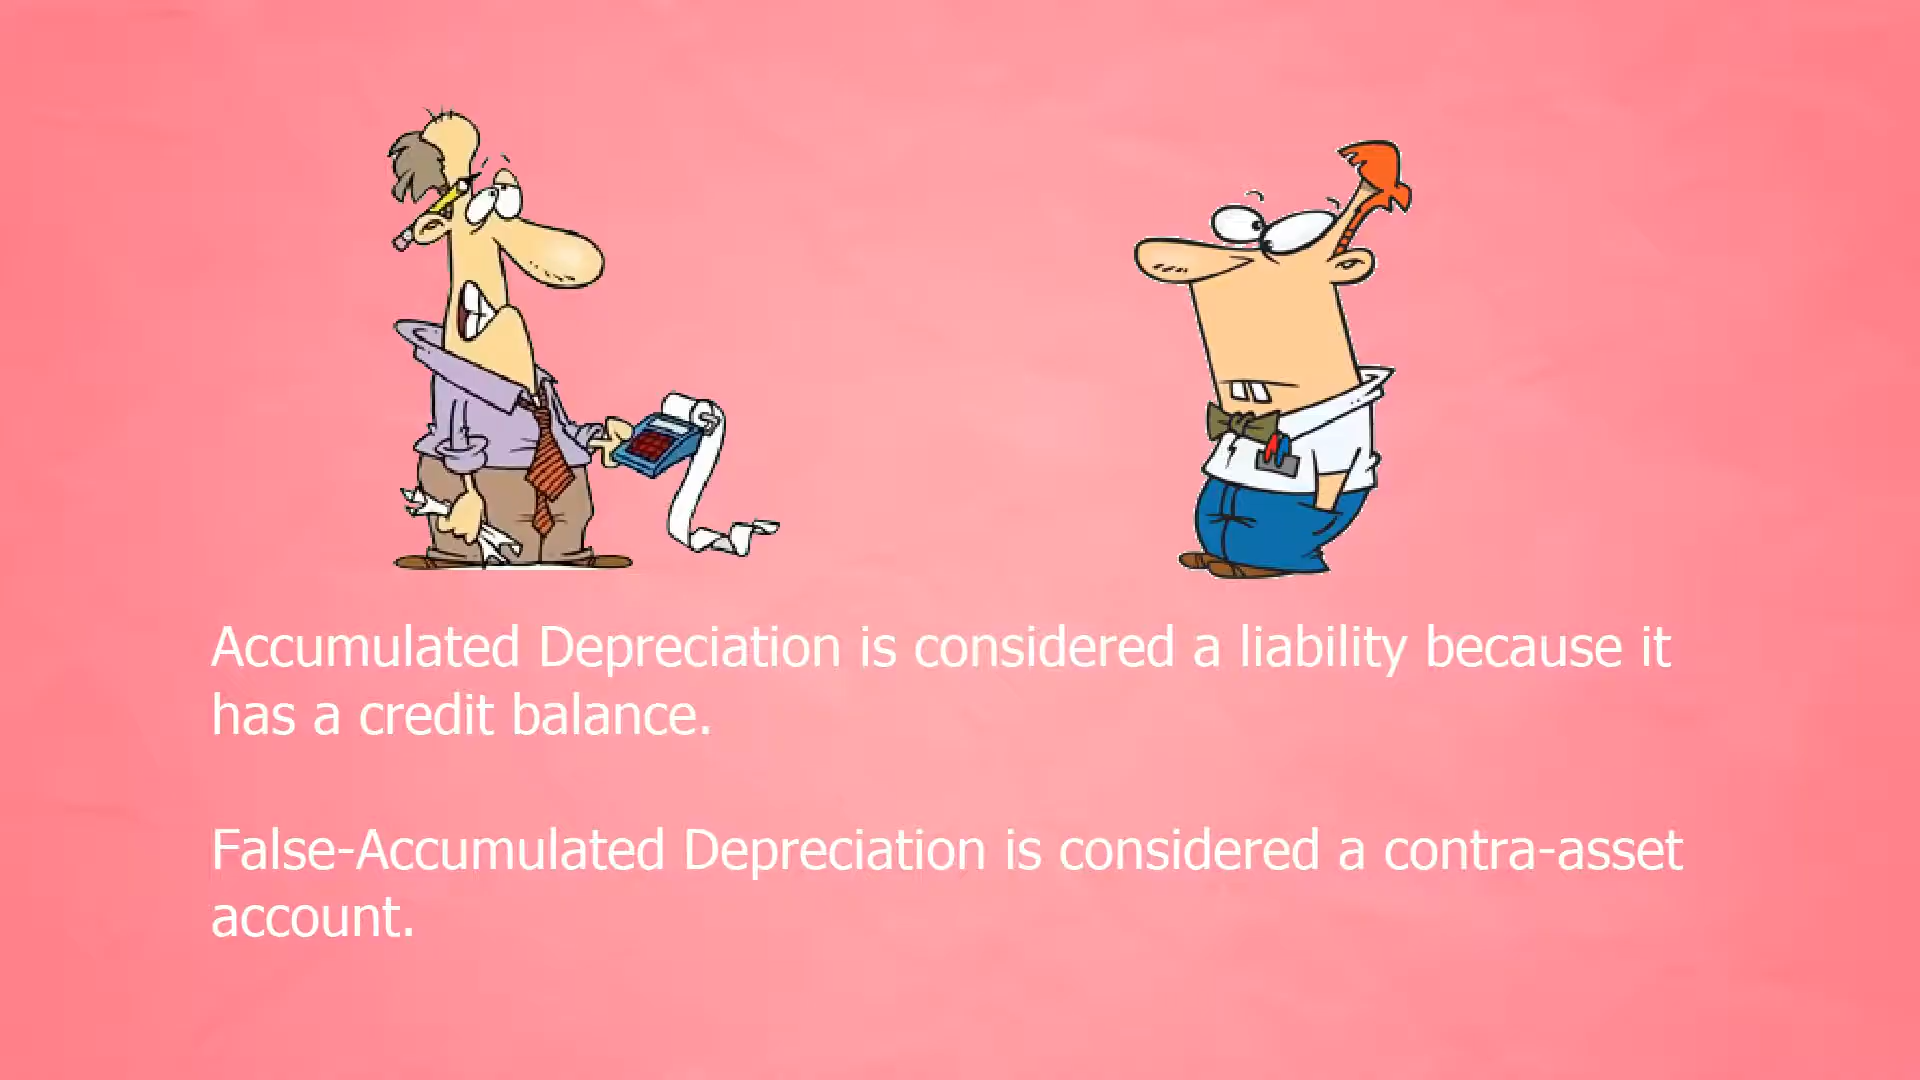 Accumulated Depreciation is considered a liability because it
has a credit balance.
False-Accumulated Depreciation is considered a contra-asset
account.